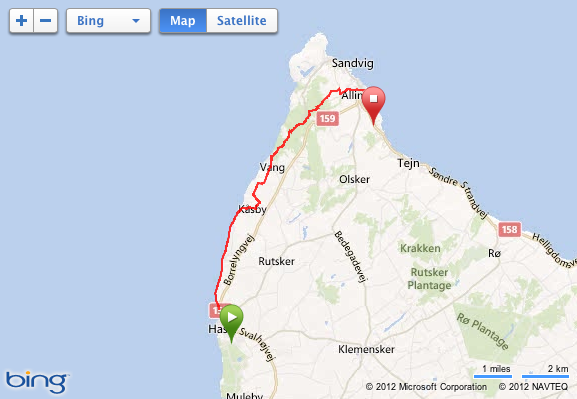 + − Bing Map Satellite
Sandvig
Allin
159
Vang
Tejn
Olsker
Søndre Strandvej
Kåsby
158
Helligdomsv
Borrelyngvej
Bedegadevej
Krakken
Rø
Rutsker
Rutsker
Plantage
Has
Svalhøjvej
Rø Plantage
Klemensker
1 miles 2 km
bing
© 2012 Microsoft Corporation © 2012 NAVTEQ
Muleby